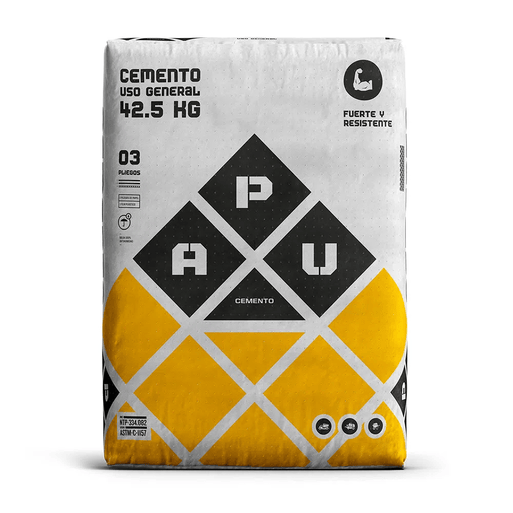 CEMENTO
USO GENERAL
42.5 KG
FUERTE Y
RESISTENTE
03
PLIEGOS
P
A U
CEMENTO
U
NTP-334.082
ASTM-C-1157